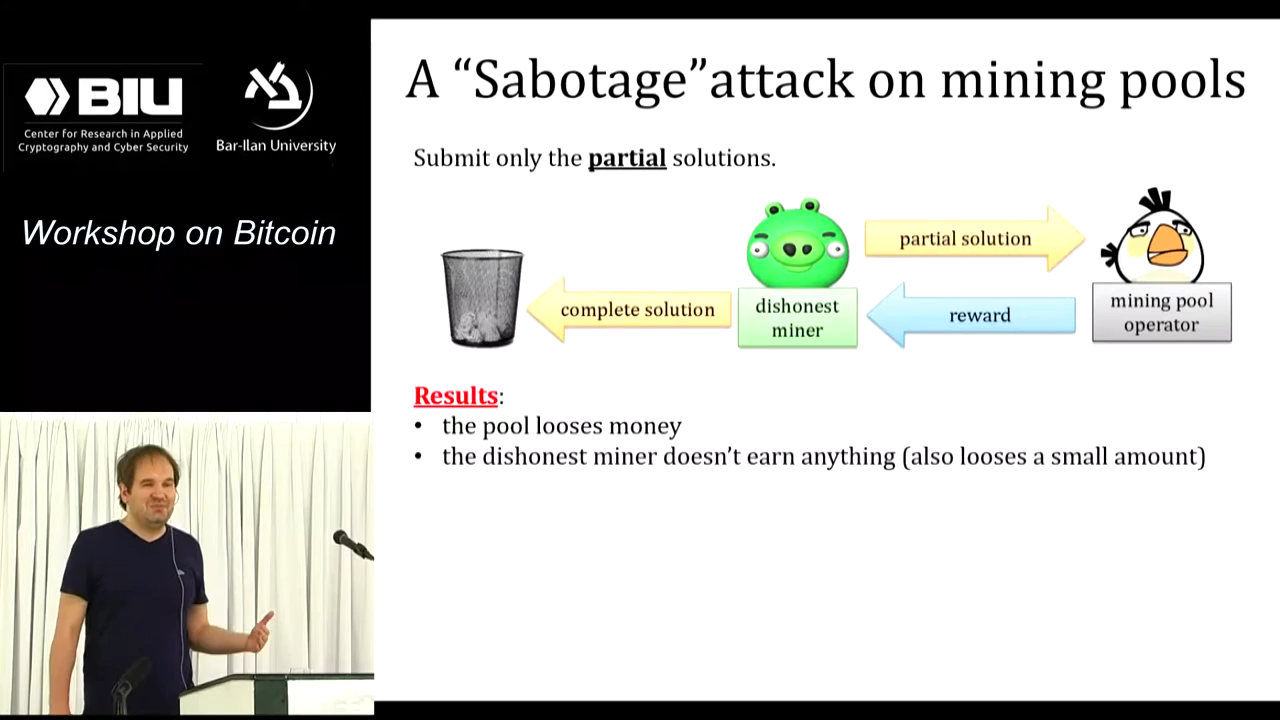 BIU
Center for Research in Applied
Cryptography and Cyber Security
Bar-Ilan University
Workshop on Bitcoin
A “Sabotage”attack on mining pools
Submit only the partial solutions.
partial solution
complete solution
dishonest
miner
reward
mining pool
operator
Results:
• the pool looses money
• the dishonest miner doesn’t earn anything (also looses a small amount)